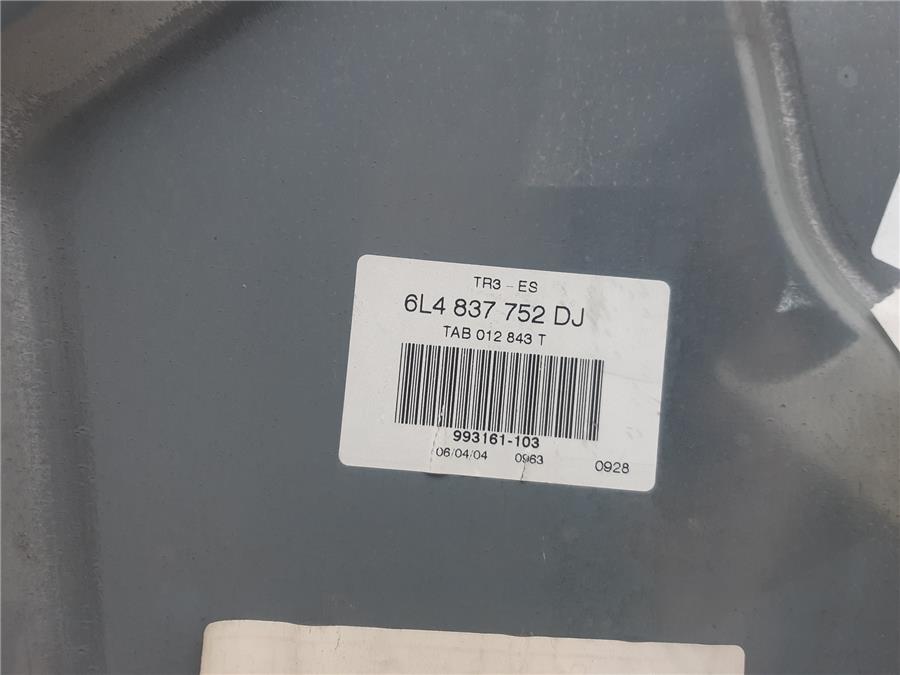 TR3 - ES
6L4 837 752 DJ
TAB 012 843 T
993161-103
06/04/04 0963 0928